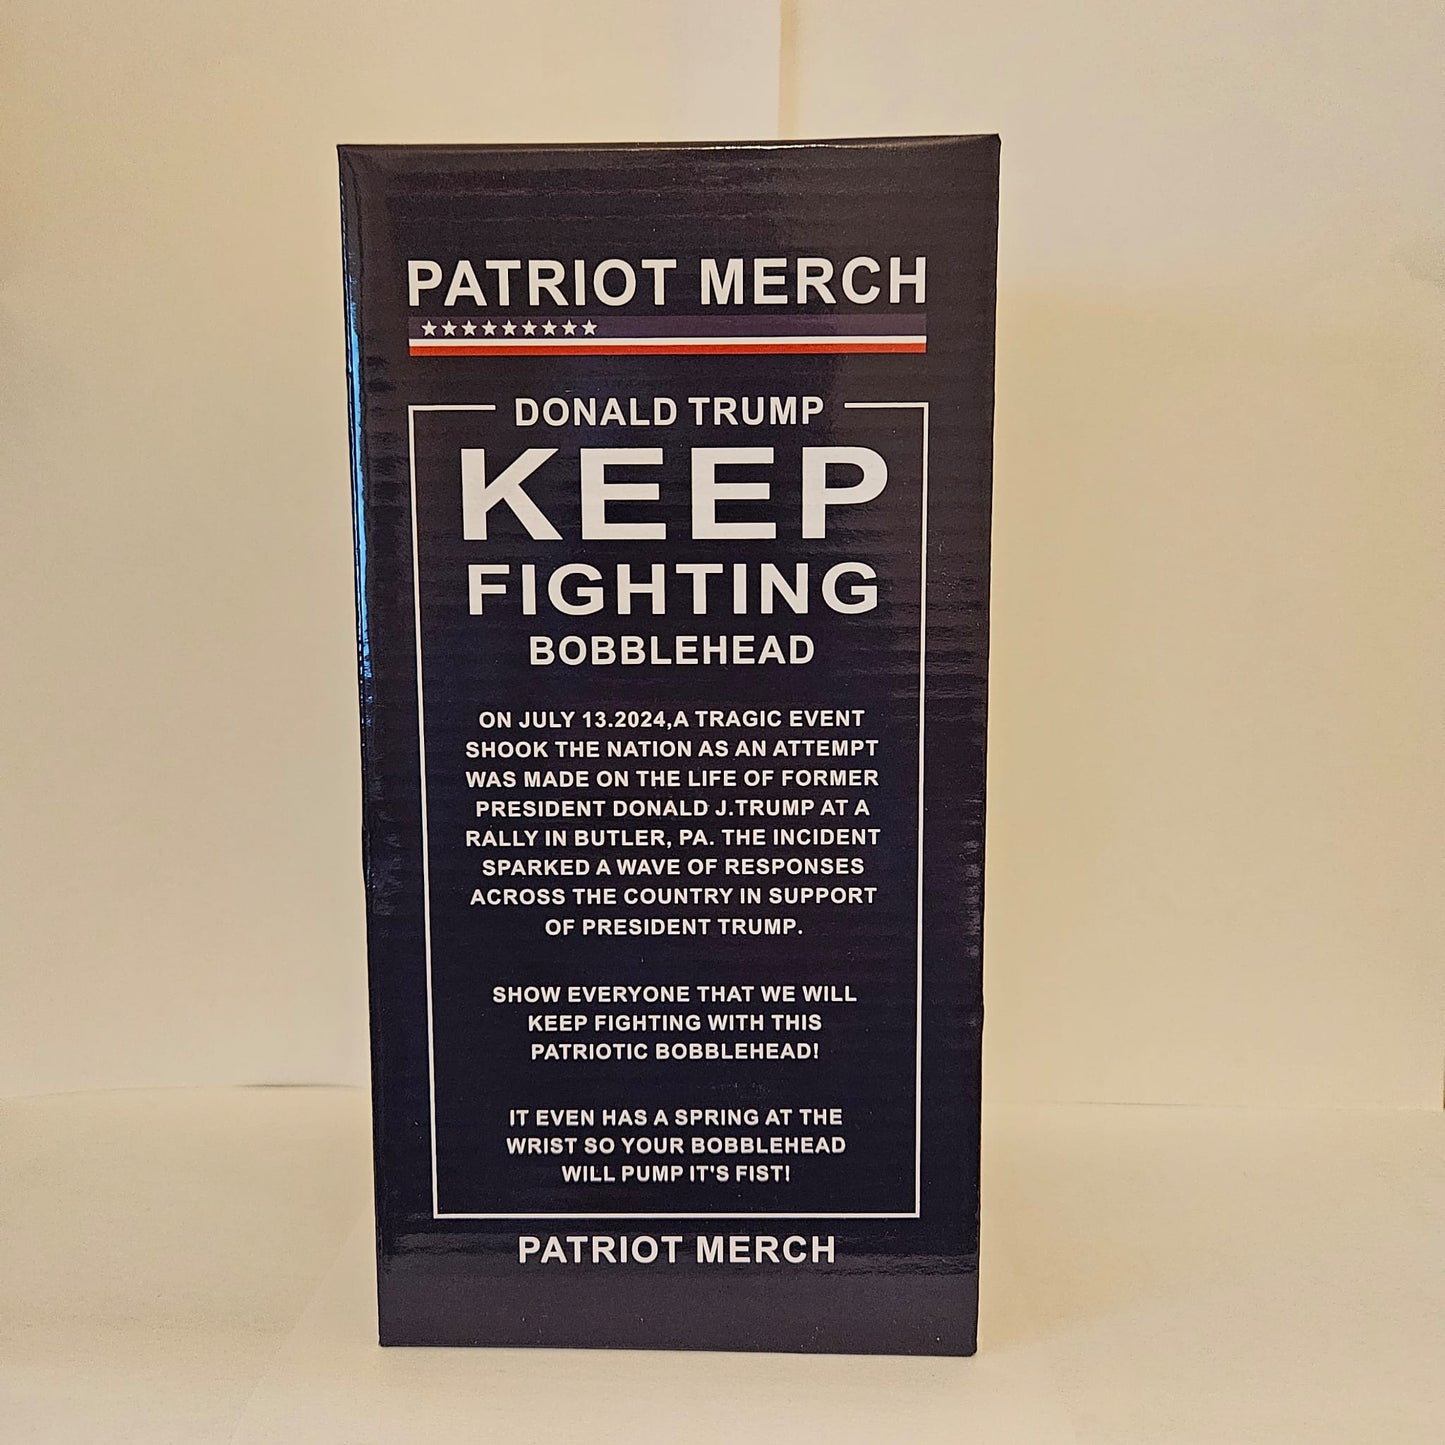 PATRIOT MERCH
DONALD TRUMP
KEEP
FIGHTING
BOBBLEHEAD
ON JULY 13.2024,A TRAGIC EVENT
SHOOK THE NATION AS AN ATTEMPT
WAS MADE ON THE LIFE OF FORMER
PRESIDENT DONALD J.TRUMP AT A
RALLY IN BUTLER, PA. THE INCIDENT
SPARKED A WAVE OF RESPONSES
ACROSS THE COUNTRY IN SUPPORT
OF PRESIDENT TRUMP.
SHOW EVERYONE THAT WE WILL
KEEP FIGHTING WITH THIS
PATRIOTIC BOBBLEHEAD!
IT EVEN HAS A SPRING AT THE
WRIST SO YOUR BOBBLEHEAD
WILL PUMP IT'S FIST!
PATRIOT MERCH